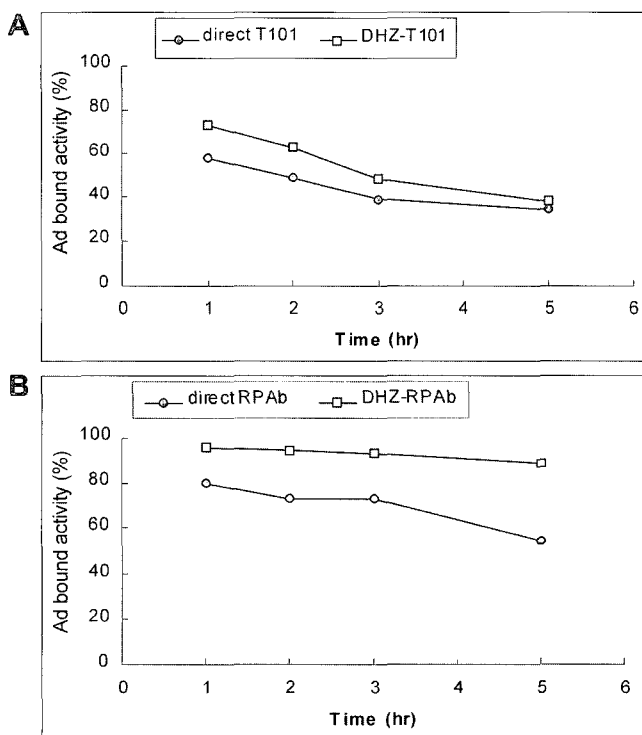 A
direct T101
DHZ-T101
Ad bound activity (%)
100
80
60
40
20
0
0 1 2 3 4 5 6
Time (hr)
B
direct RPAb
DHZ-RPAb
Ad bound activity (%)
100
80
60
40
20
0
0 1 2 3 4 5 6
Time (hr)